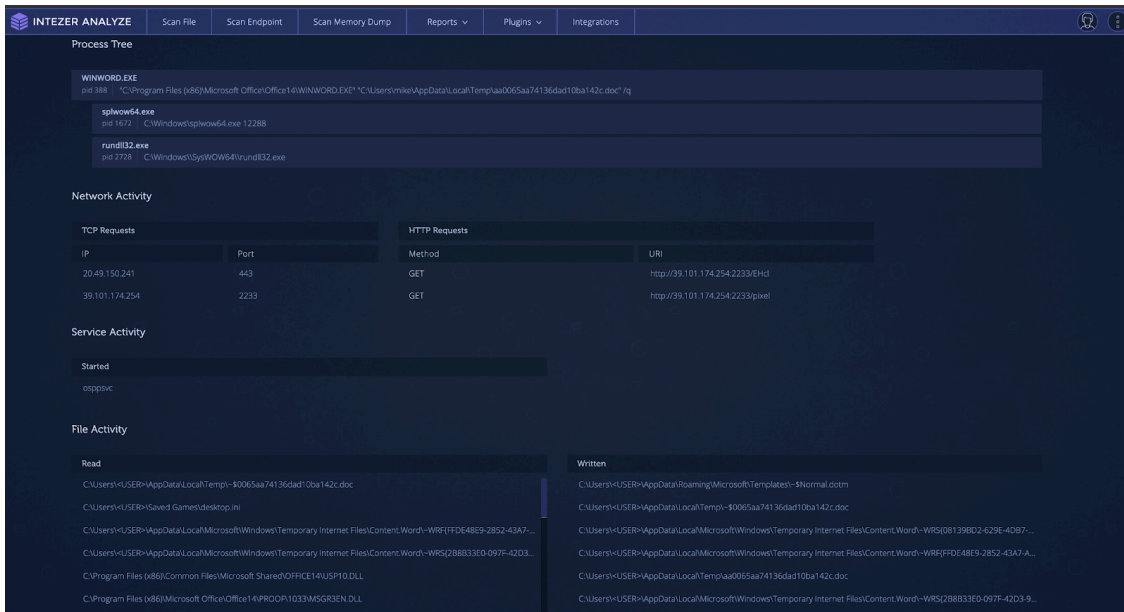 INTEZER ANALYZE Scan File Scan Endpoint Scan Memory Dump Reports Plugins Integrations
Process Tree
WINWORD.EXE
pid 388 "C:\Program Files (x86)\Microsoft Office\Office14\WINWORD.EXE" "C:\Users\mike\AppData\Local\Temp\aa0065aa74136dad10ba142c.doc" /q
splwow64.exe
pid 1672 C:\Windows\splwow64.exe 12288
rundll32.exe
pid 2728 C:\Windows\\SysWOW64\\rundll32.exe
Network Activity
TCP Requests HTTP Requests
IP Port Method URI
20.49.150.241 443 GET http://39.101.174.254:2233/EHcl
39.101.174.254 2233 GET http://39.101.174.254:2233/pixel
Service Activity
Started
osppsvc
File Activity
Read Written
C:\Users\<USER>\AppData\Local\Temp\~$0065aa74136dad10ba142c.doc C:\Users\<USER>\AppData\Roaming\Microsoft\Templates\~$Normal.dotm
C:\Users\<USER>\Saved Games\desktop.ini C:\Users\<USER>\AppData\Local\Temp\~$0065aa74136dad10ba142c.doc
C:\Users\<USER>\AppData\Local\Microsoft\Windows\Temporary Internet Files\Content.Word\~WRF{FFDE48E9-2852-43A7-... C:\Users\<USER>\AppData\Local\Microsoft\Windows\Temporary Internet Files\Content.Word\~WRS{08139BD2-629E-4DB7-...
C:\Users\<USER>\AppData\Local\Microsoft\Windows\Temporary Internet Files\Content.Word\~WRS{2B8B33E0-097F-42D3... C:\Users\<USER>\AppData\Local\Microsoft\Windows\Temporary Internet Files\Content.Word\~WRF{FFDE48E9-2852-43A7-A...
C:\Program Files (x86)\Common Files\Microsoft Shared\OFFICE14\USP10.DLL C:\Users\<USER>\AppData\Local\Temp\aa0065aa74136dad10ba142c.doc
C:\Program Files (x86)\Microsoft Office\Office14\PROOF\1033\MSGR3EN.DLL C:\Users\<USER>\AppData\Local\Microsoft\Windows\Temporary Internet Files\Content.Word\~WRS{2B8B33E0-097F-42D3-9...